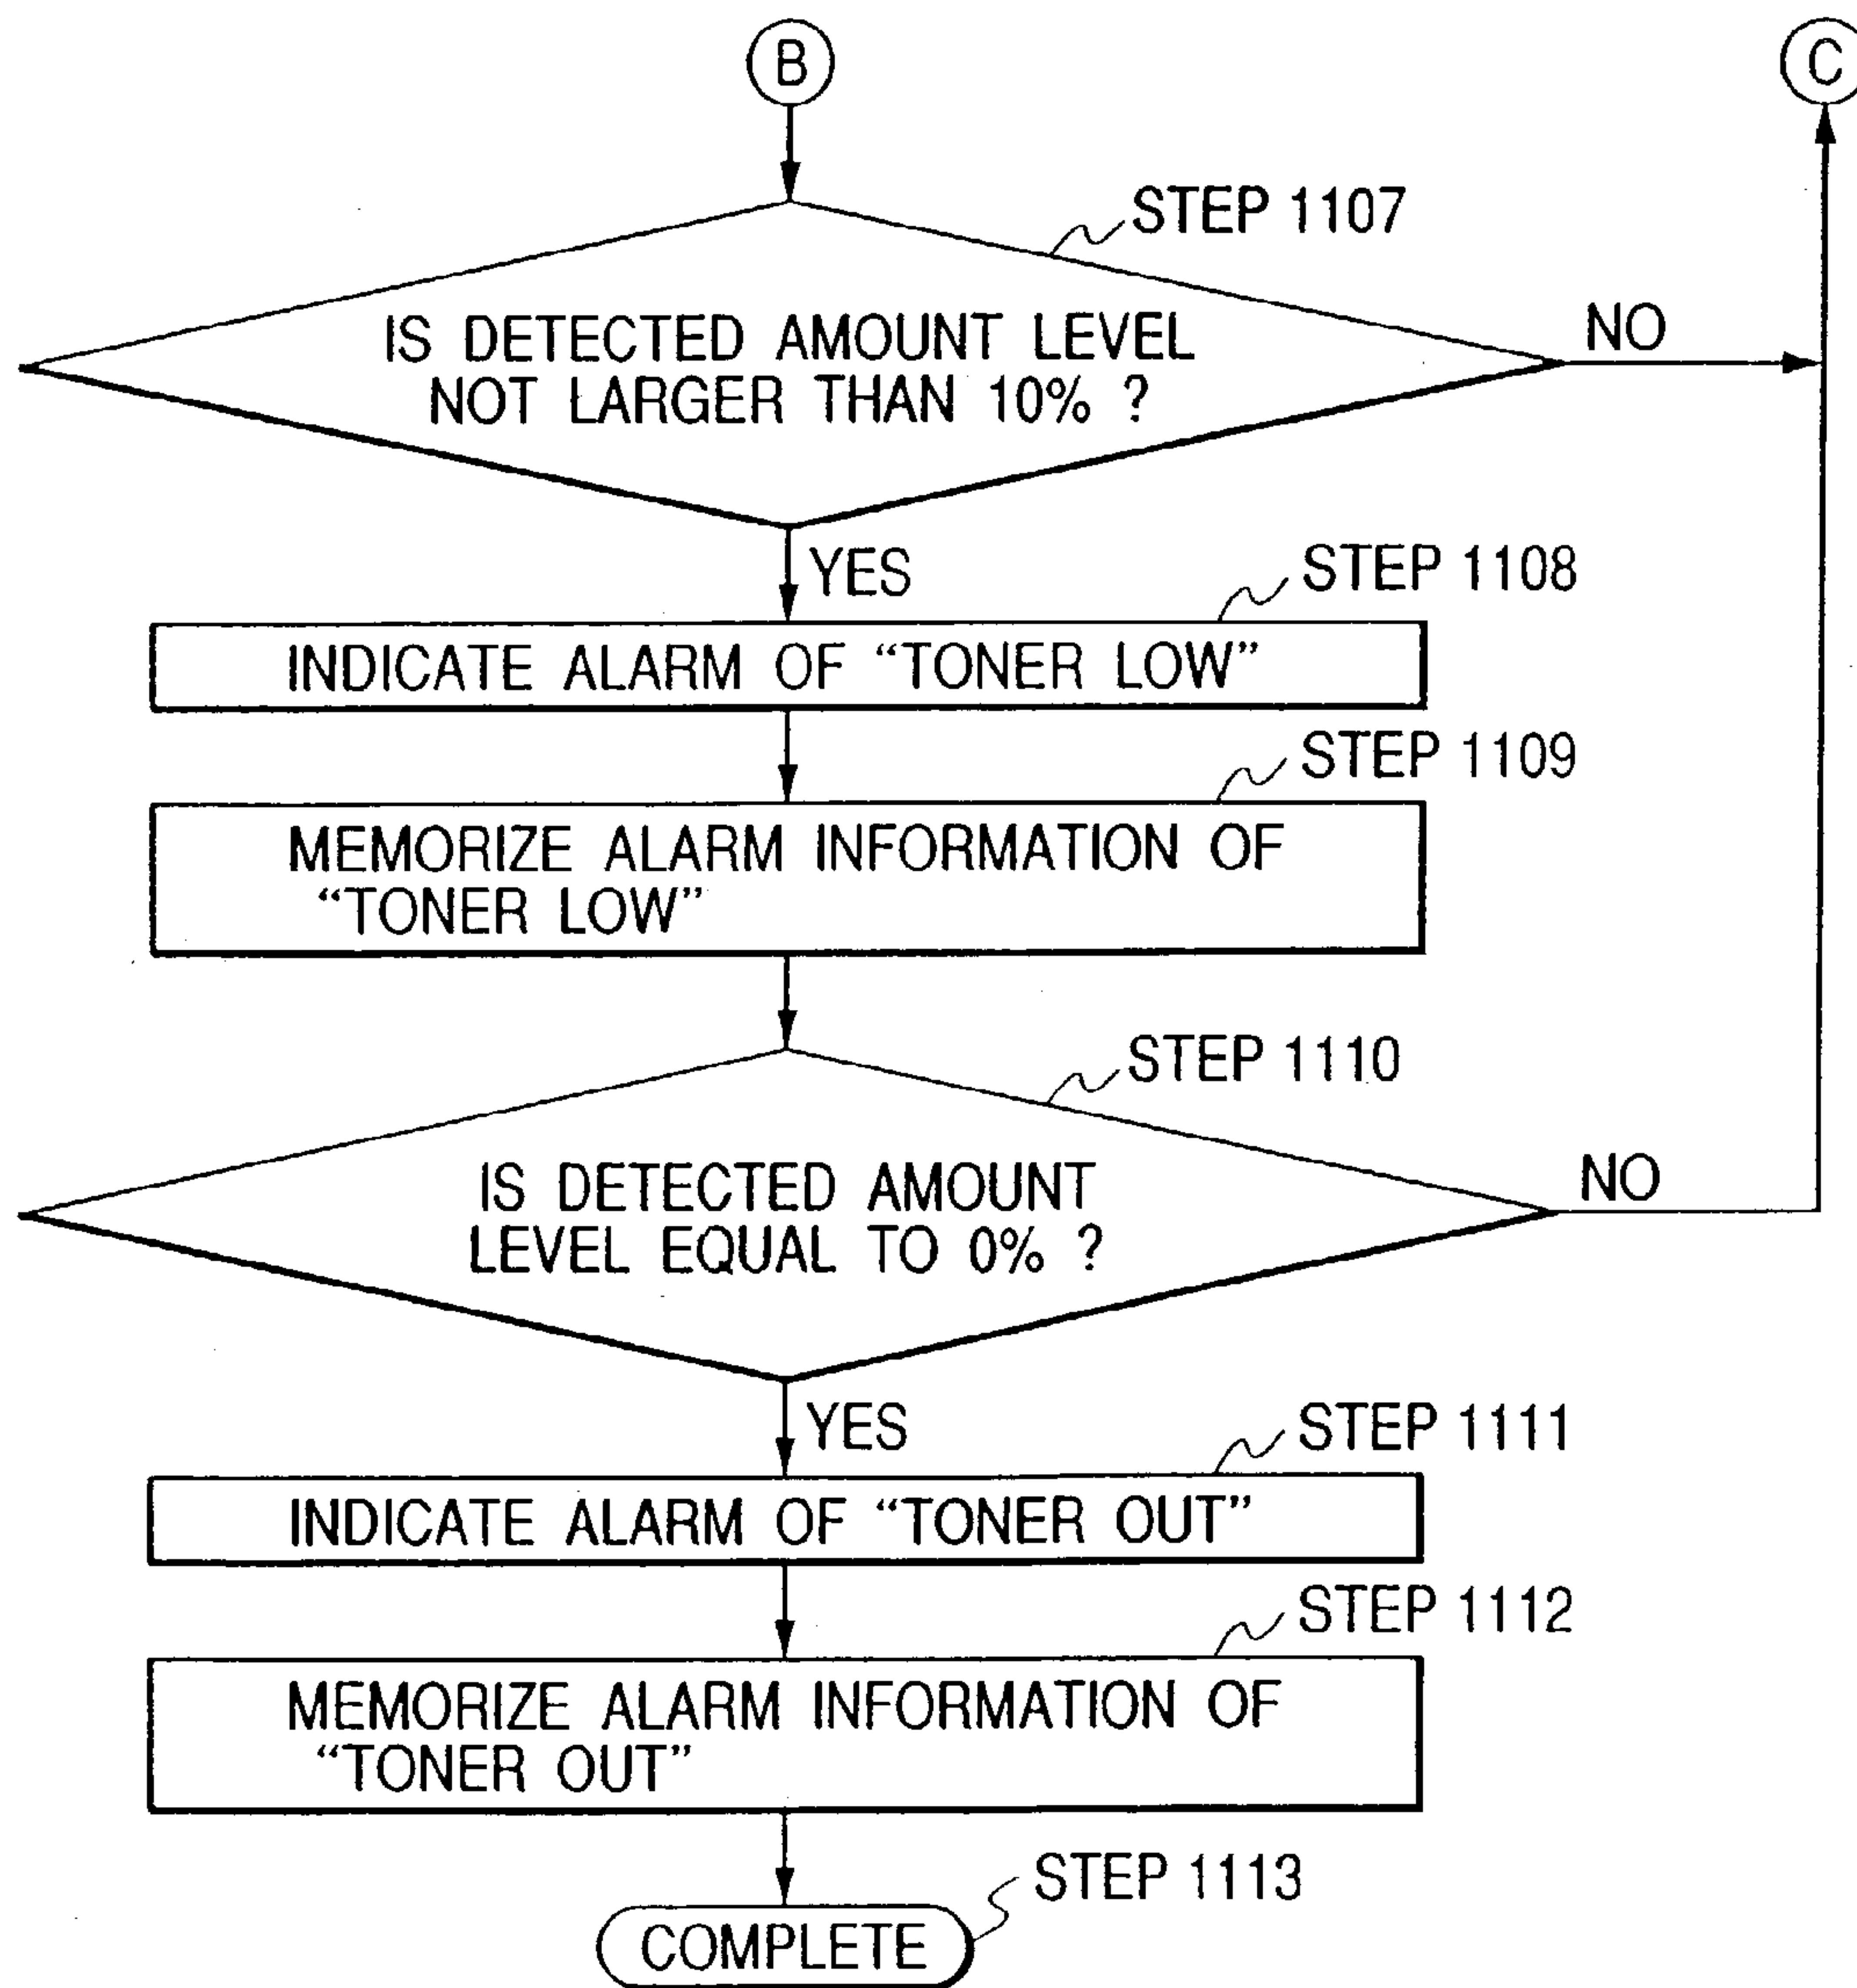 B
C
STEP 1107
IS DETECTED AMOUNT LEVEL
NOT LARGER THAN 10% ?
NO
YES
STEP 1108
INDICATE ALARM OF “TONER LOW”
STEP 1109
MEMORIZE ALARM INFORMATION OF
“TONER LOW”
STEP 1110
IS DETECTED AMOUNT
LEVEL EQUAL TO 0% ?
NO
YES
STEP 1111
INDICATE ALARM OF “TONER OUT”
STEP 1112
MEMORIZE ALARM INFORMATION OF
“TONER OUT”
STEP 1113
COMPLETE